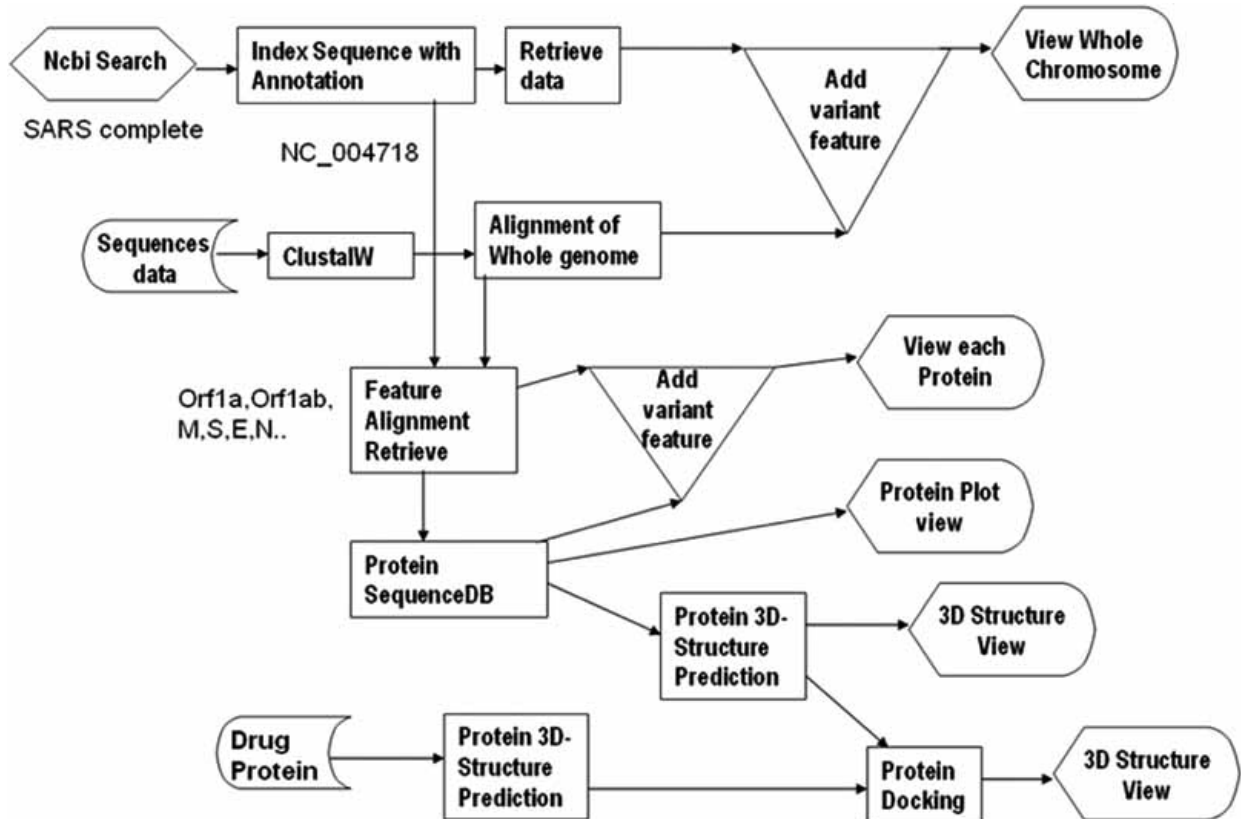 Ncbi Search
Index Sequence with
Annotation
Retrieve
data
Add
variant
feature
View Whole
Chromosome
SARS complete
NC_004718
Sequences
data
ClustalW
Alignment of
Whole genome
Orf1a,Orf1ab,
M,S,E,N..
Feature
Alignment
Retrieve
Add
variant
feature
View each
Protein
Protein Plot
view
Protein
SequenceDB
Protein 3D-
Structure
Prediction
3D Structure
View
Drug
Protein
Protein 3D-
Structure
Prediction
Protein
Docking
3D Structure
View